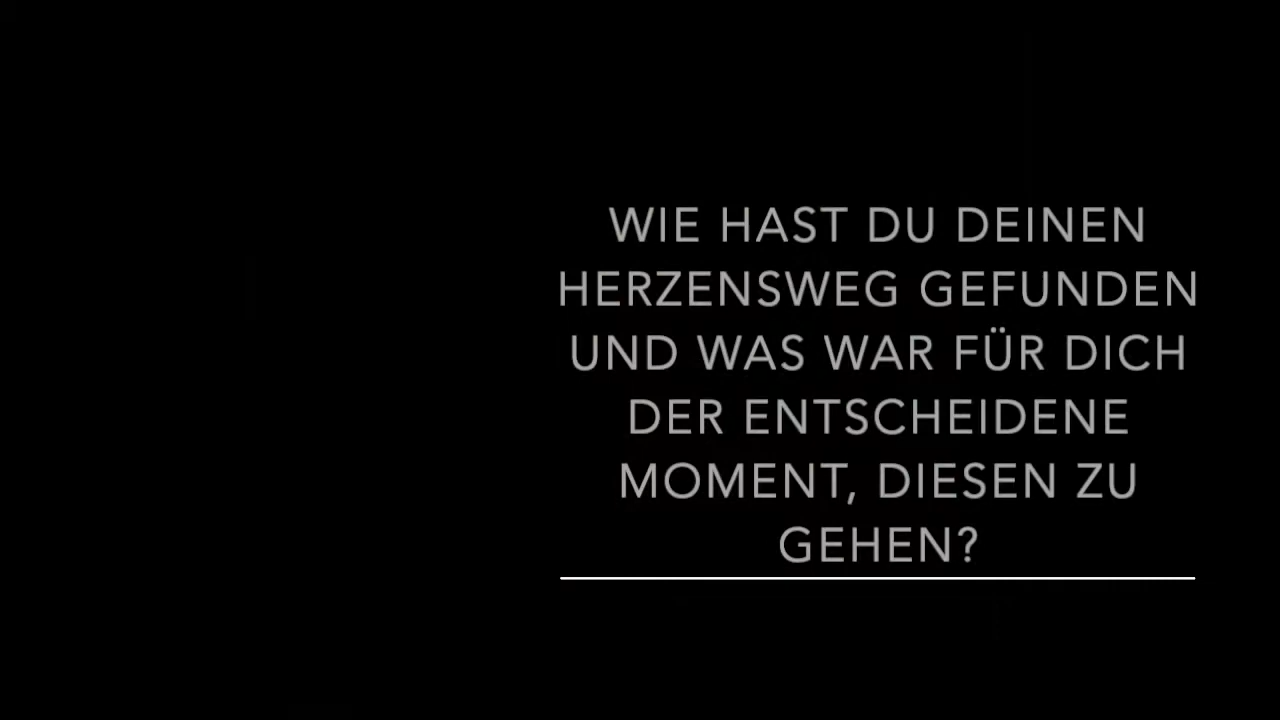 WIE HAST DU DEINEN
HERZENSWEG GEFUNDEN
UND WAS WAR FÜR DICH
DER ENTSCHEIDENE
MOMENT, DIESEN ZU
GEHEN?